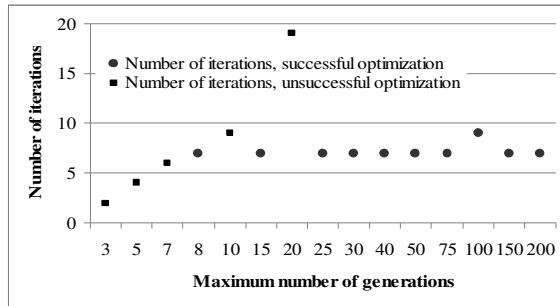 20
15
10
5
0
Number of iterations
Number of iterations, successful optimization
Number of iterations, unsuccessful optimization
3 5 7 8 10 15 20 25 30 40 50 75 100 150 200
Maximum number of generations